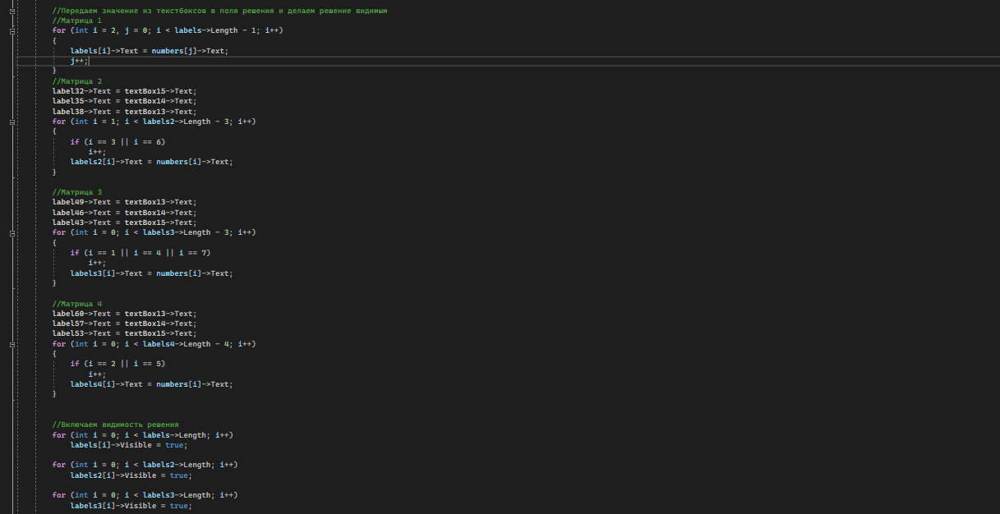 //Передаем значение из текстбоксов в поля решения и делаем решение видимым
//Матрица 1
for (int i = 2, j = 0; i < labels->Length - 1; i++)
{
labels[i]->Text = numbers[j]->Text;
j++;
}
//Матрица 2
label32->Text = textBox15->Text;
label35->Text = textBox14->Text;
label38->Text = textBox13->Text;
for (int i = 1; i < labels2->Length - 3; i++)
{
if (i == 3 || i == 6)
i++;
labels2[i]->Text = numbers[i]->Text;
}
//Матрица 3
label49->Text = textBox13->Text;
label46->Text = textBox14->Text;
label43->Text = textBox15->Text;
for (int i = 0; i < labels3->Length - 3; i++)
{
if (i == 1 || i == 4 || i == 7)
i++;
labels3[i]->Text = numbers[i]->Text;
}
//Матрица 4
label60->Text = textBox13->Text;
label57->Text = textBox14->Text;
label53->Text = textBox15->Text;
for (int i = 0; i < labels4->Length - 4; i++)
{
if (i == 2 || i == 5)
i++;
labels4[i]->Text = numbers[i]->Text;
}
//Включаем видимость решения
for (int i = 0; i < labels->Length; i++)
labels[i]->Visible = true;
for (int i = 0; i < labels2->Length; i++)
labels2[i]->Visible = true;
for (int i = 0; i < labels3->Length; i++)
labels3[i]->Visible = true;